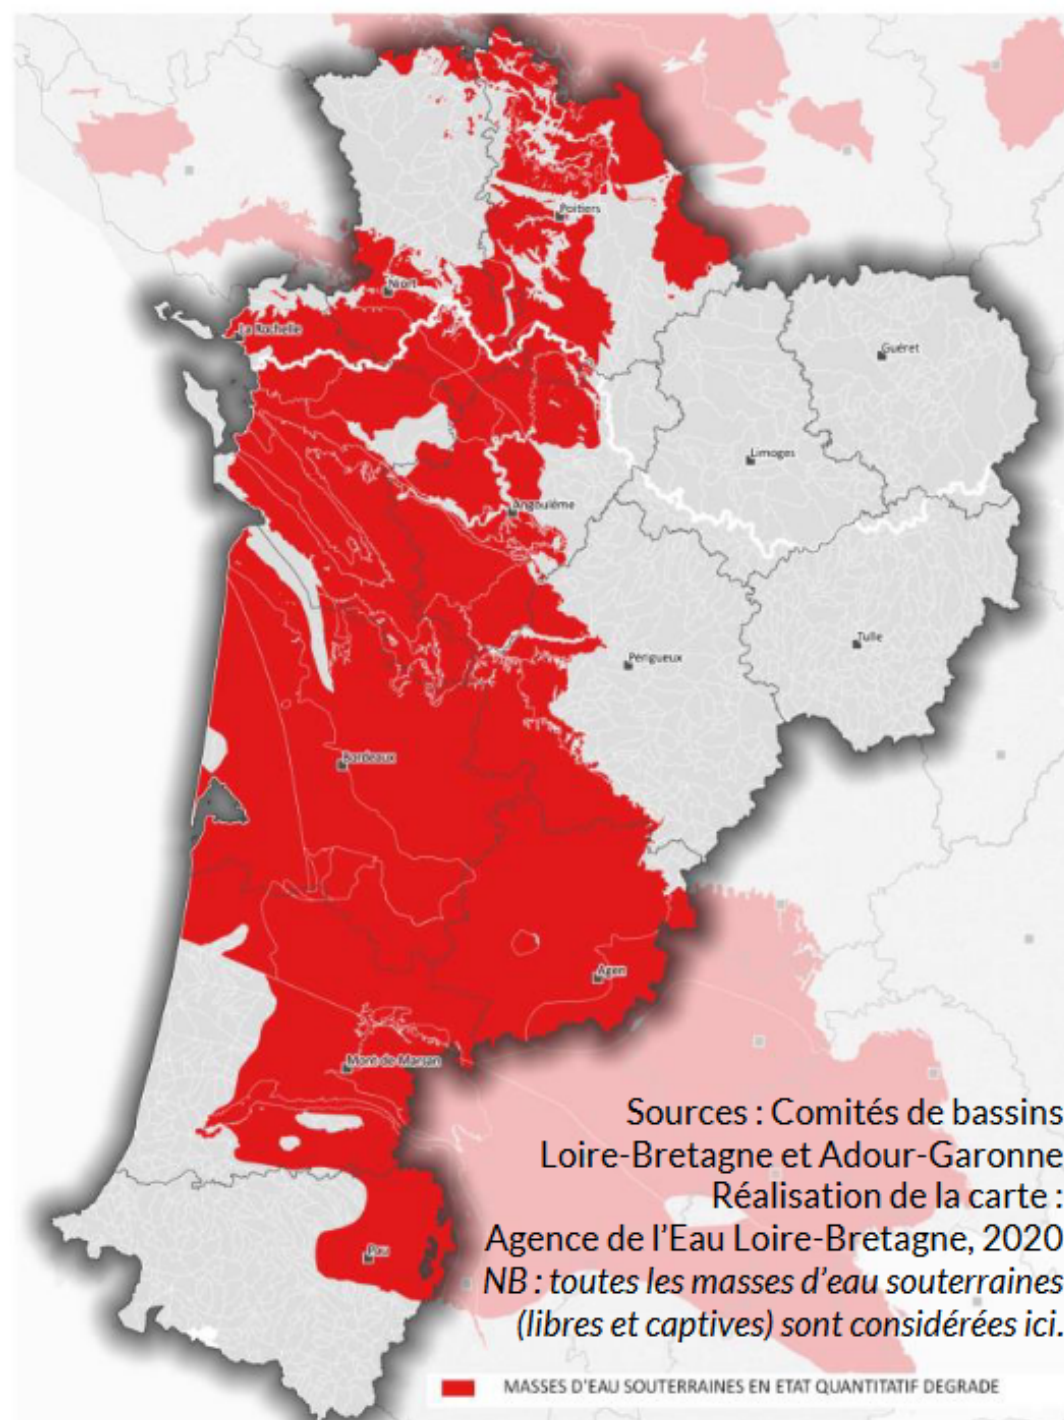 Poitiers
Niort
La Rochelle
Guéret
Limoges
Angoulême
Tulle
Périgueux
Bordeaux
Agen
Mont-de-Marsan
Pau
Sources : Comités de bassins
Loire-Bretagne et Adour-Garonne
Réalisation de la carte :
Agence de l'Eau Loire-Bretagne, 2020
NB : toutes les masses d'eau souterraines
(libres et captives) sont considérées ici.
MASSES D'EAU SOUTERRAINES EN ETAT QUANTITATIF DEGRADE